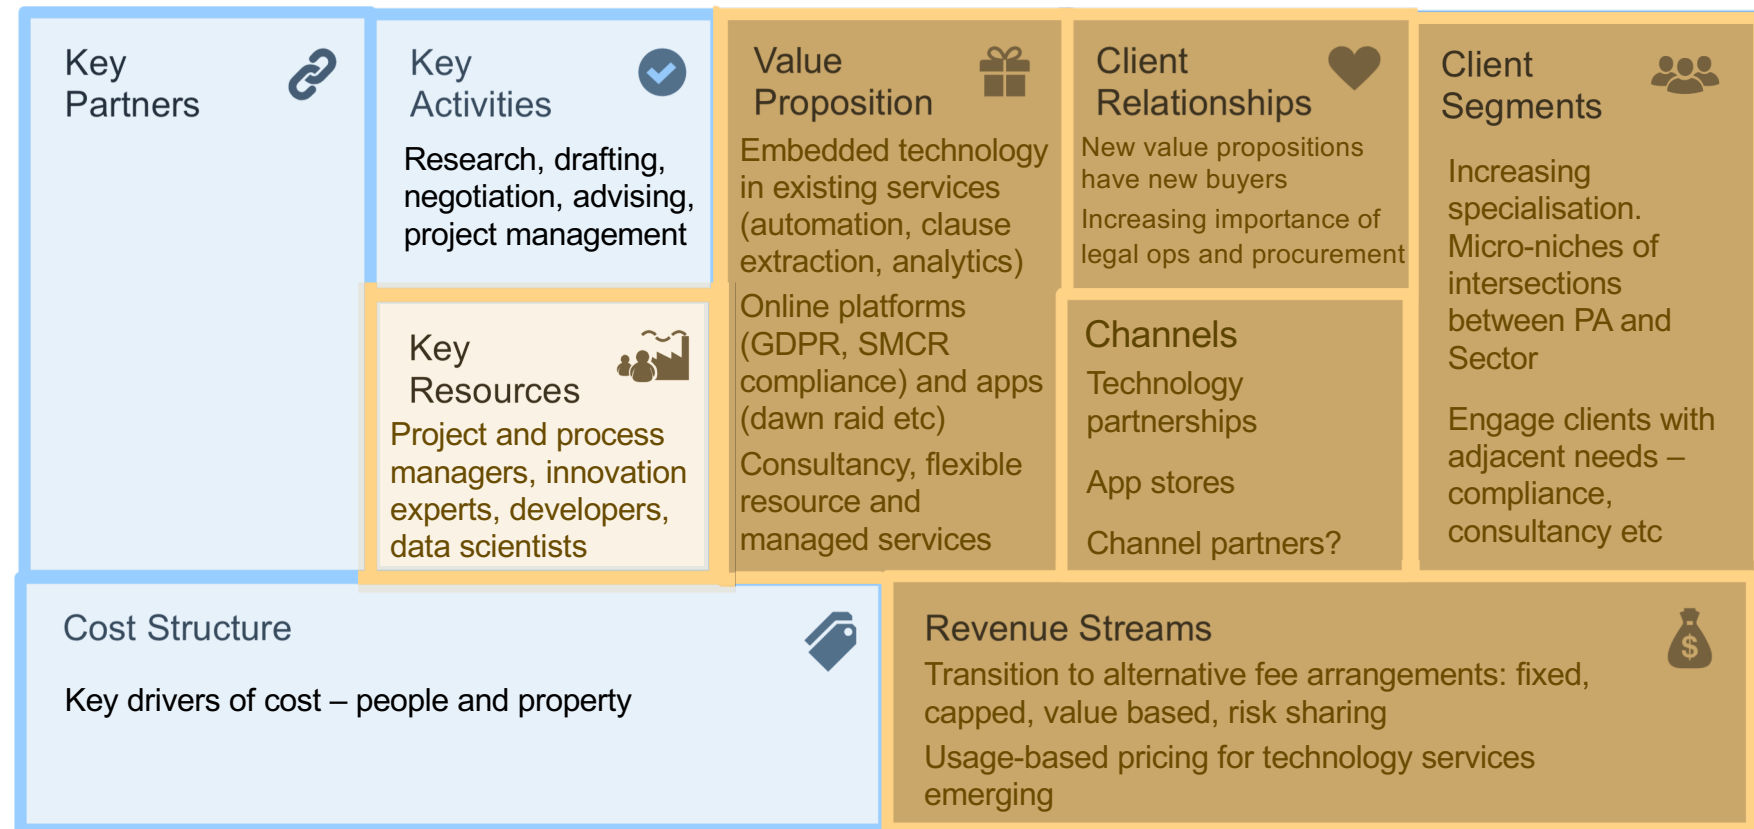 Key
Partners
Key
Activities
Research, drafting,
negotiation, advising,
project management
Key
Resources
Project and process
managers, innovation
experts, developers,
data scientists
Value
Proposition
Embedded technology
in existing services
(automation, clause
extraction, analytics)
Online platforms
(GDPR, SMCR
compliance) and apps
(dawn raid etc)
Consultancy, flexible
resource and
managed services
Client
Relationships
New value propositions
have new buyers
Increasing importance of
legal ops and procurement
Channels
Technology
partnerships
App stores
Channel partners?
Client
Segments
Increasing
specialisation.
Micro-niches of
intersections
between PA and
Sector
Engage clients with
adjacent needs –
compliance,
consultancy etc
Cost Structure
Key drivers of cost – people and property
Revenue Streams
$
Transition to alternative fee arrangements: fixed,
capped, value based, risk sharing
Usage-based pricing for technology services
emerging